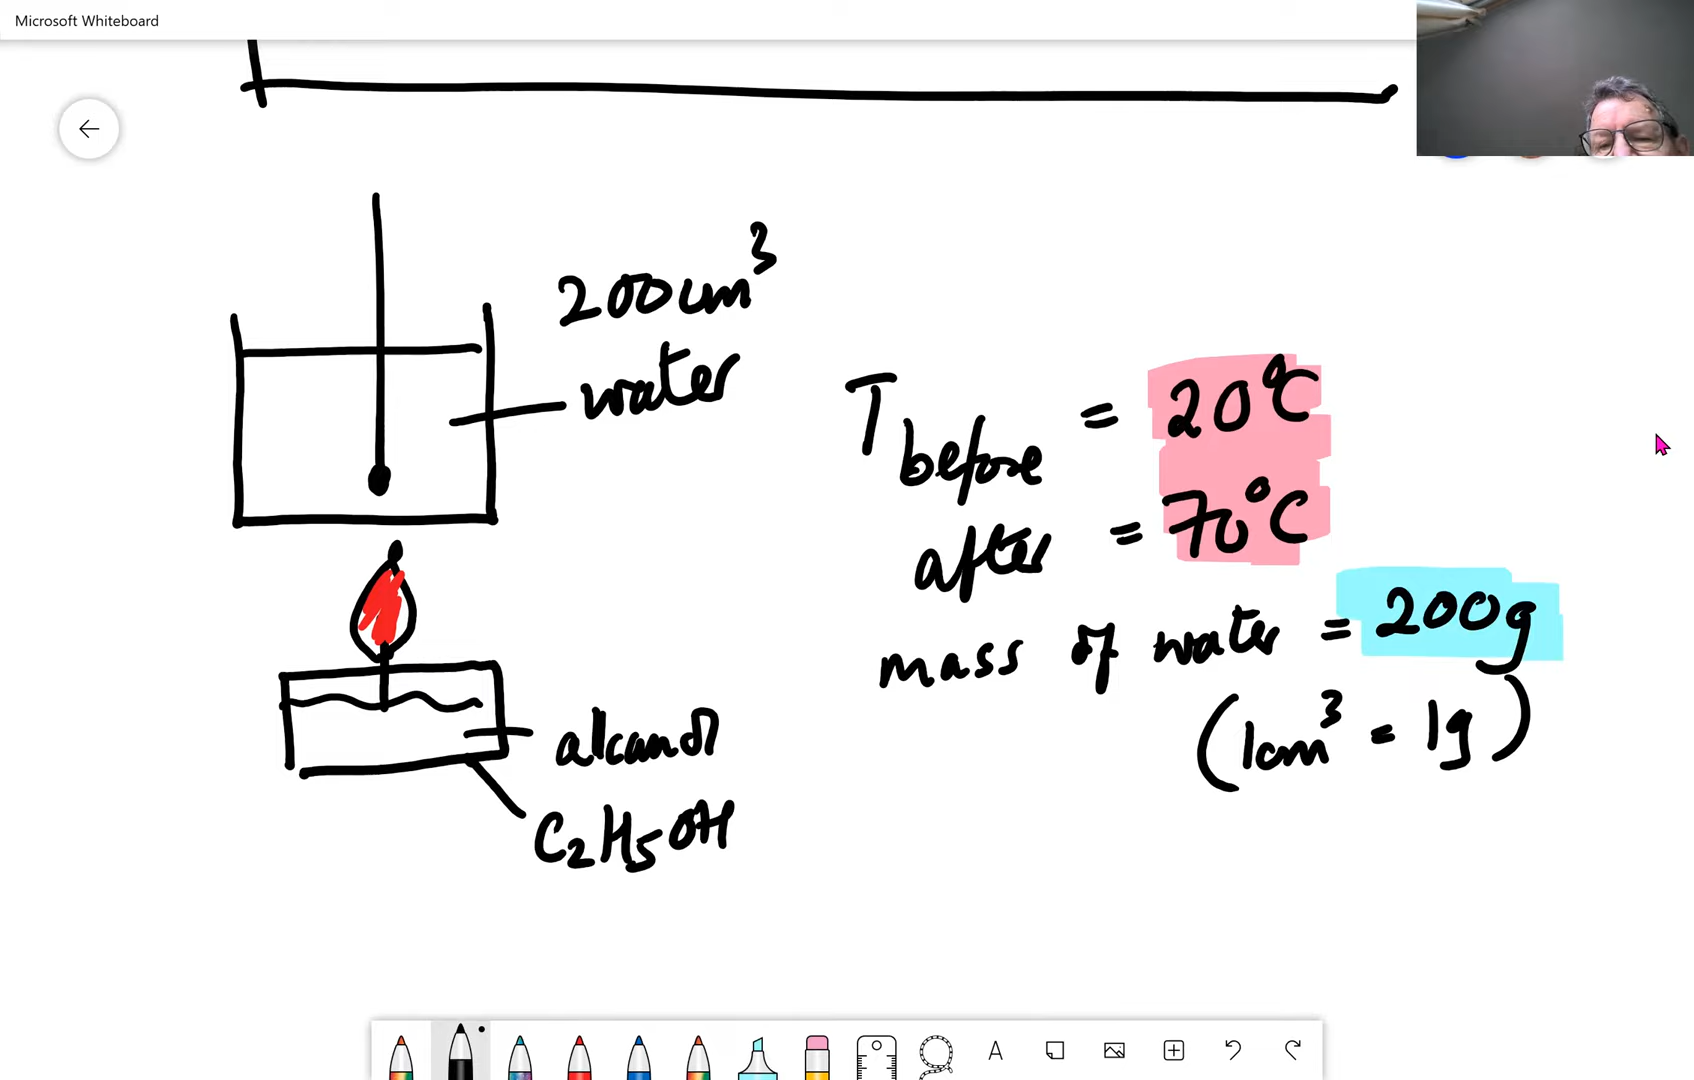 Microsoft Whiteboard
200cm³
water
T before = 20°C
after = 70°C
mass of water = 200g
(1cm³ = 1g)
alcanol
C₂H₅OH
A